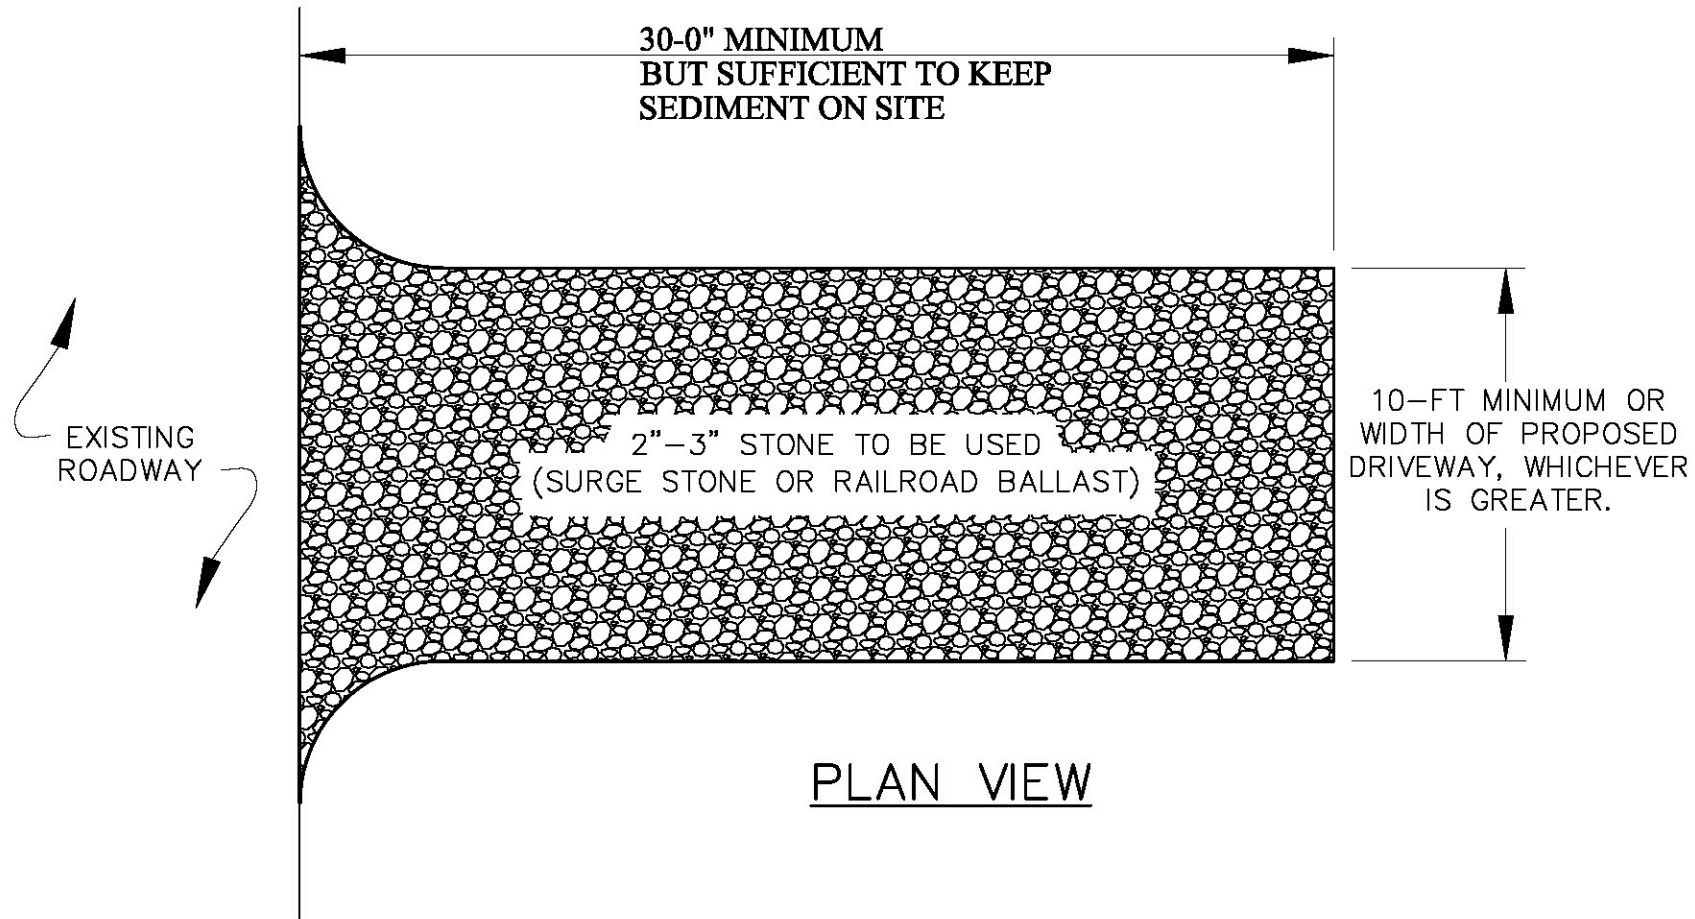 30-0" MINIMUM
BUT SUFFICIENT TO KEEP
SEDIMENT ON SITE
EXISTING
ROADWAY
2”-3” STONE TO BE USED
(SURGE STONE OR RAILROAD BALLAST)
10-FT MINIMUM OR
WIDTH OF PROPOSED
DRIVEWAY, WHICHEVER
IS GREATER.
PLAN VIEW